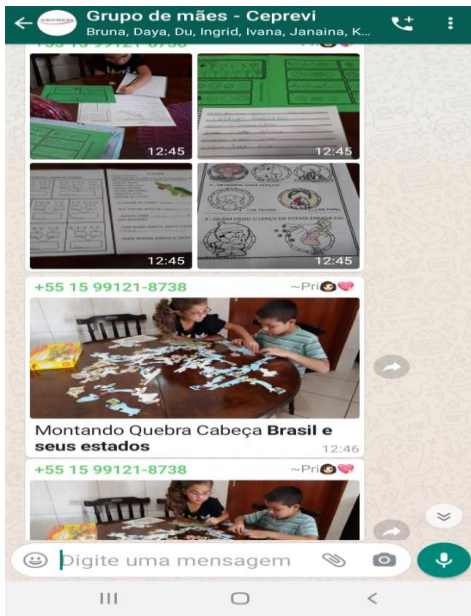 Grupo de mães - Ceprevi
Bruna, Daya, Du, Ingrid, Ivana, Janaina, K...
12:45
12:45
12:45
12:45
+55 15 99121-8738
~Pri
Montando Quebra Cabeça Brasil e
seus estados
12:46
+55 15 99121-8738
~Pri
Digite uma mensagem